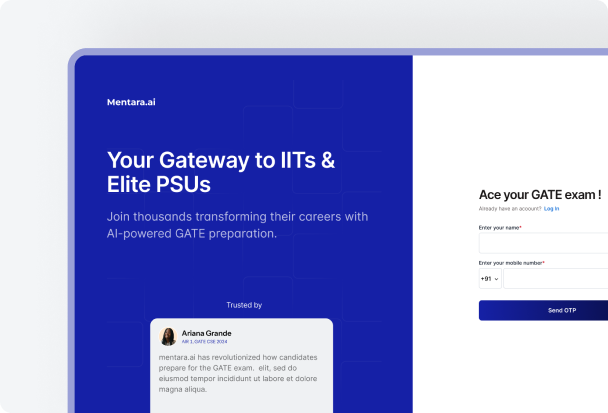 Mentara.ai
Your Gateway to IITs &
Elite PSUs
Join thousands transforming their careers with
AI-powered GATE preparation.
Trusted by
Ariana Grande
AIR 1, GATE CSE 2024
mentara.ai has revolutionized how candidates
prepare for the GATE exam. elit, sed do
eiusmod tempor incididunt ut labore et dolore
magna aliqua.
Ace your GATE exam !
Already have an acoount? Log In
Enter your name*
Enter your mobile number*
+91
Send OTP